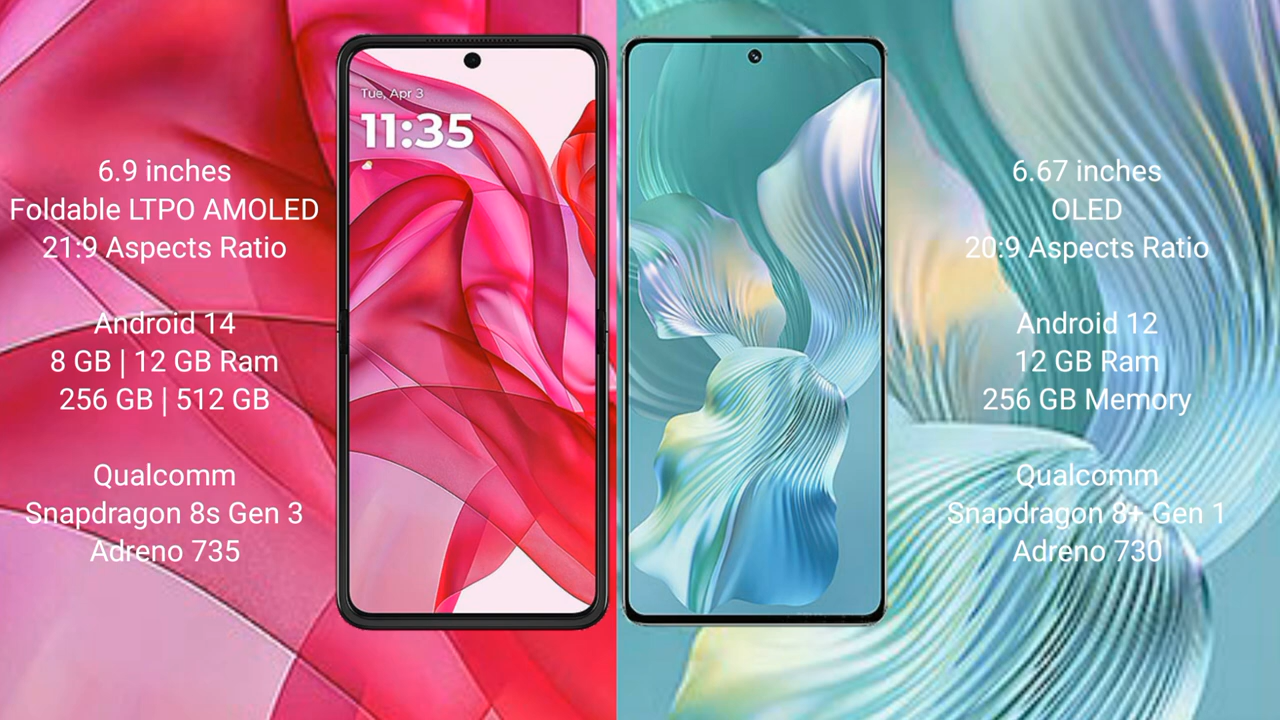 6.9 inches
Foldable LTPO AMOLED
21:9 Aspects Ratio
Android 14
8 GB | 12 GB Ram
256 GB | 512 GB
Qualcomm
Snapdragon 8s Gen 3
Adreno 735
Tue, Apr 3
11:35
6.67 inches
OLED
20:9 Aspects Ratio
Android 12
12 GB Ram
256 GB Memory
Qualcomm
Snapdragon 8+ Gen 1
Adreno 730